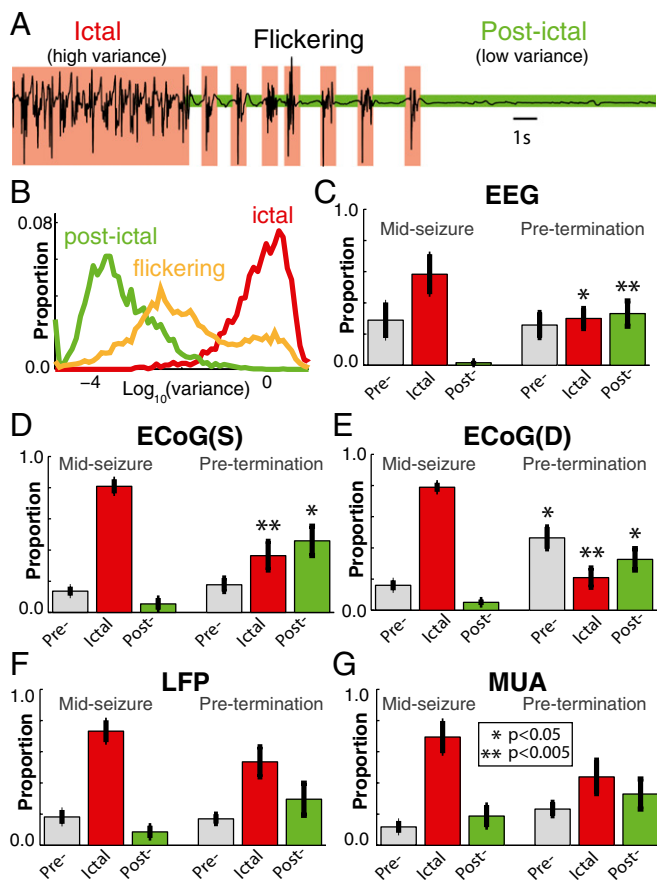 A
Ictal
(high variance)
Flickering
Post-ictal
(low variance)
1s
B
0.08
Proportion
0.0
post-ictal
flickering
ictal
−4
0
Log10(variance)
C
EEG
1.0
Proportion
0.0
Mid-seizure
Pre-termination
*
**
Pre-
Ictal
Post-
Pre-
Ictal
Post-
D
ECoG(S)
1.0
Proportion
0.0
Mid-seizure
Pre-termination
**
*
Pre-
Ictal
Post-
Pre-
Ictal
Post-
E
ECoG(D)
1.0
Proportion
0.0
Mid-seizure
Pre-termination
*
**
*
Pre-
Ictal
Post-
Pre-
Ictal
Post-
F
LFP
1.0
Proportion
0.0
Mid-seizure
Pre-termination
Pre-
Ictal
Post-
Pre-
Ictal
Post-
G
MUA
1.0
Proportion
0.0
Mid-seizure
Pre-termination
* p<0.05
** p<0.005
Pre-
Ictal
Post-
Pre-
Ictal
Post-